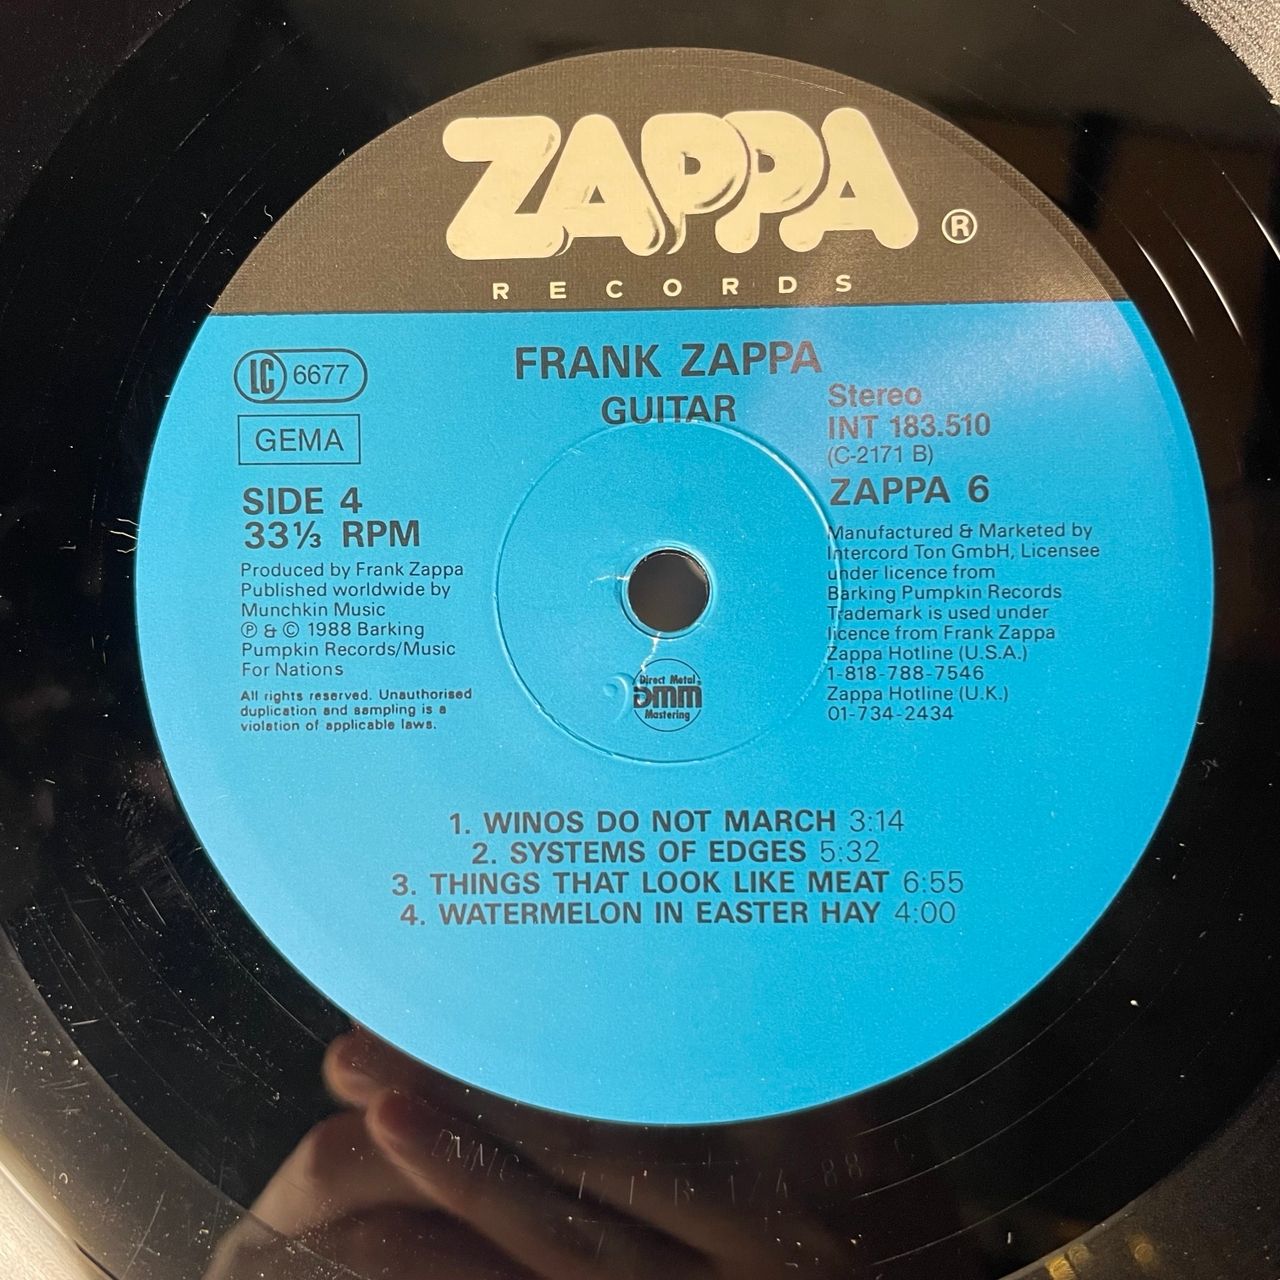 ZAPPA ®
RECORDS
LC 6677
GEMA
SIDE 4
33⅓ RPM
Produced by Frank Zappa
Published worldwide by
Munchkin Music
℗ & © 1988 Barking
Pumpkin Records/Music
For Nations
All rights reserved. Unauthorised
duplication and sampling is a
violation of applicable laws.
FRANK ZAPPA
GUITAR
Stereo
INT 183.510
(C-2171 B)
ZAPPA 6
Manufactured & Marketed by
Intercord Ton GmbH, Licensee
under licence from
Barking Pumpkin Records
Trademark is used under
licence from Frank Zappa
Zappa Hotline (U.S.A.)
1-818-788-7546
Zappa Hotline (U.K.)
01-734-2434
Direct Metal
DMM
Mastering
1. WINOS DO NOT MARCH 3:14
2. SYSTEMS OF EDGES 5:32
3. THINGS THAT LOOK LIKE MEAT 6:55
4. WATERMELON IN EASTER HAY 4:00